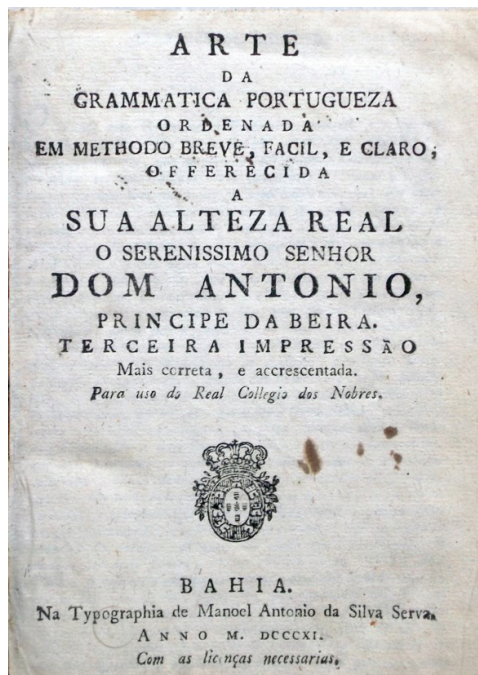 ARTE
DA
GRAMMATICA PORTUGUEZA
ORDENADA
EM METHODO BREVE, FACIL, E CLARO,
OFFERECIDA
A
SUA ALTEZA REAL
O SERENISSIMO SENHOR
DOM ANTONIO,
PRINCIPE DA BEIRA.
TERCEIRA IMPRESSÃO
Mais correta, e accrescentada.
Para uso do Real Collegio dos Nobres.
BAHIA.
Na Typographia de Manoel Antonio da Silva Serva.
ANNO M. DCCCXI.
Com as licenças necessarias.